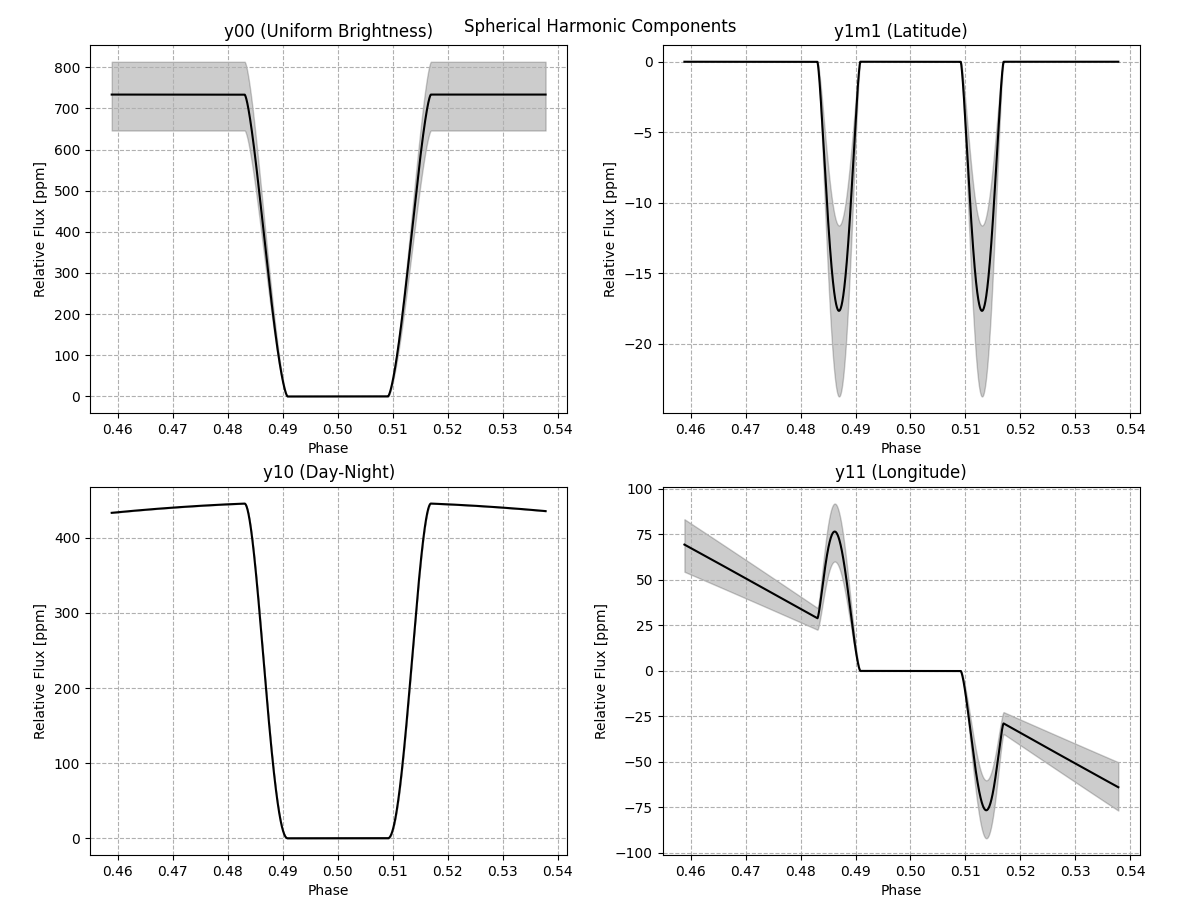 Spherical Harmonic Components
y00 (Uniform Brightness)
800
700
600
500
400
300
200
100
0
Relative Flux [ppm]
0.46 0.47 0.48 0.49 0.50 0.51 0.52 0.53 0.54
Phase
y1m1 (Latitude)
0
−5
−10
−15
−20
Relative Flux [ppm]
0.46 0.47 0.48 0.49 0.50 0.51 0.52 0.53 0.54
Phase
y10 (Day-Night)
400
300
200
100
0
Relative Flux [ppm]
0.46 0.47 0.48 0.49 0.50 0.51 0.52 0.53 0.54
Phase
y11 (Longitude)
100
75
50
25
0
−25
−50
−75
−100
Relative Flux [ppm]
0.46 0.47 0.48 0.49 0.50 0.51 0.52 0.53 0.54
Phase